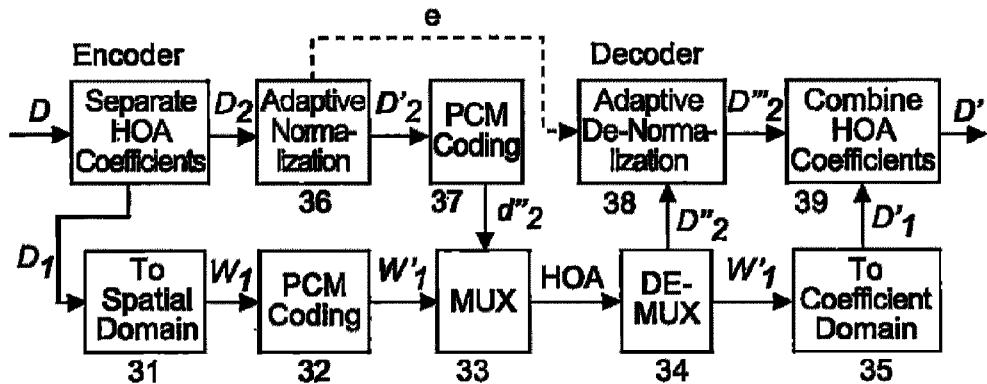 e
Encoder
Decoder
D
Separate
HOA
Coefficients
D2
Adaptive
Norma-
lization
36
D'2
PCM
Coding
37
d'''2
Adaptive
De-Norma-
lization
38
D'''2
Combine
HOA
Coefficients
39
D'
D1
To
Spatial
Domain
31
W1
PCM
Coding
32
W'1
MUX
33
HOA
DE-
MUX
34
D''2
W'1
To
Coefficient
Domain
35
D'1